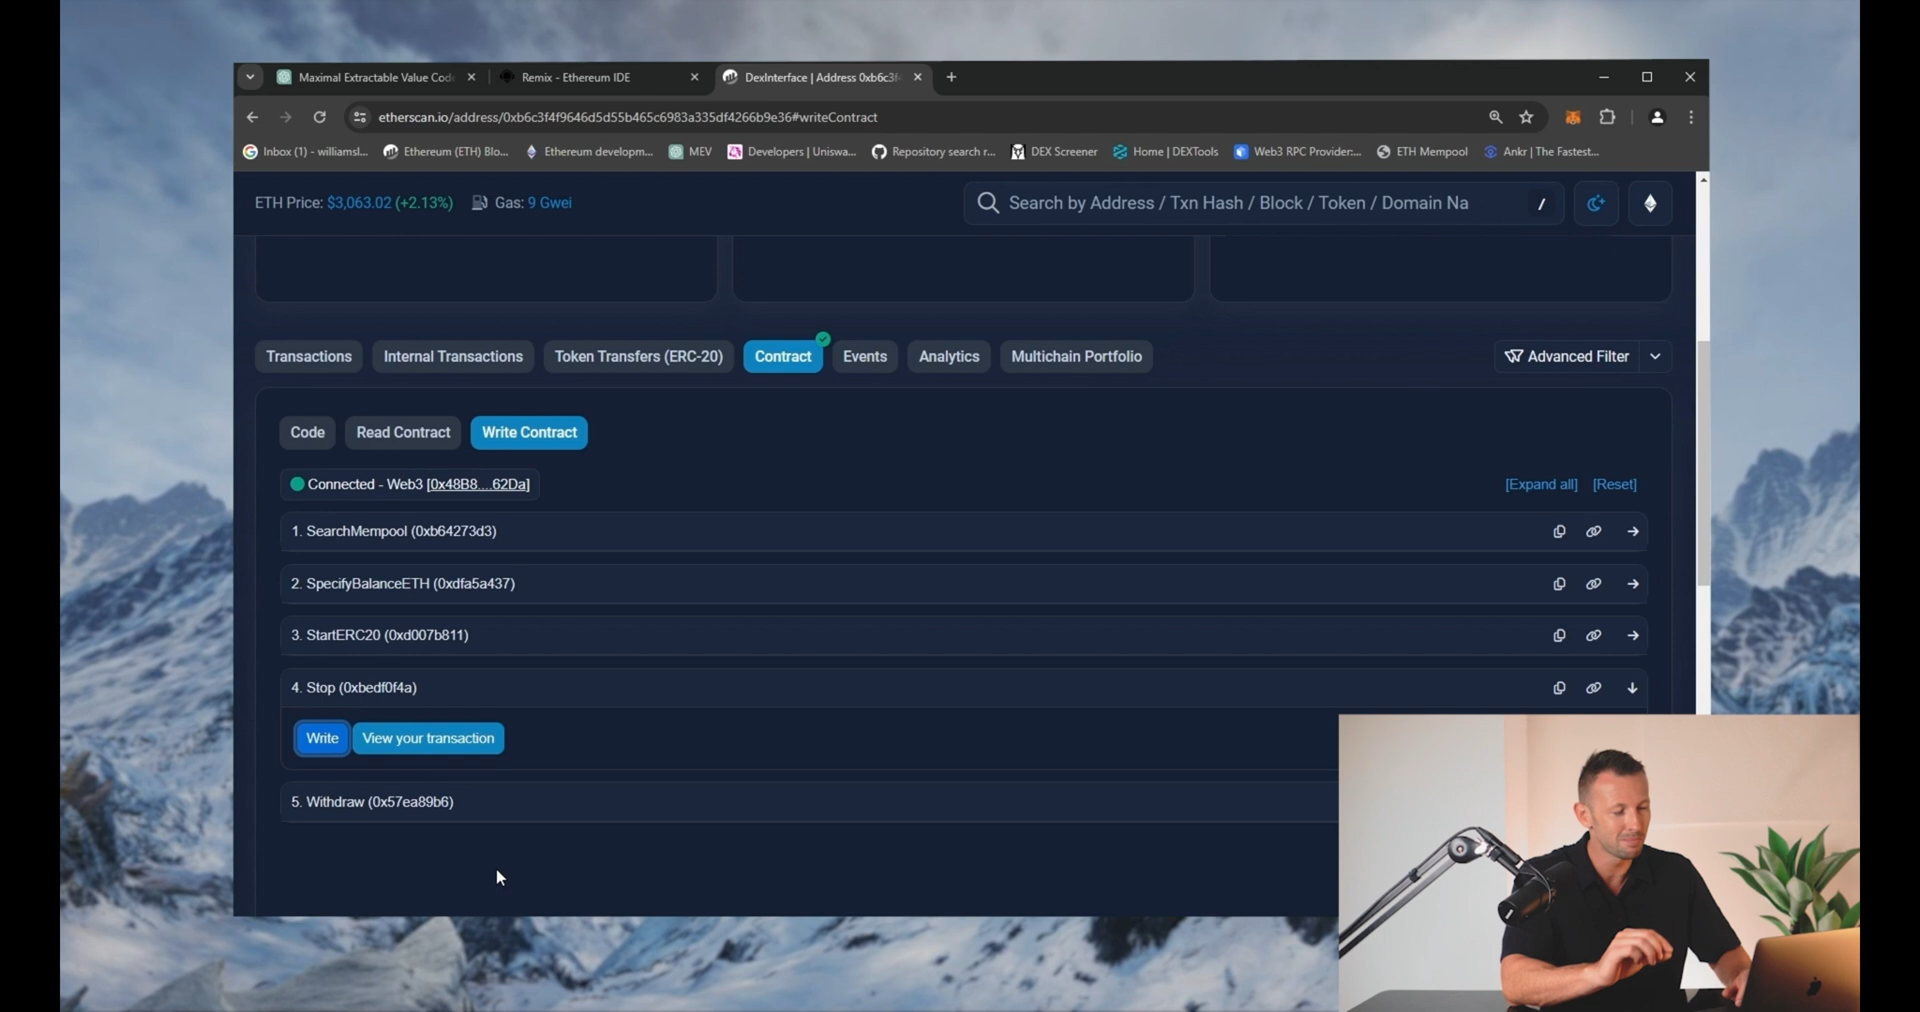 Maximal Extractable Value Code
Remix - Ethereum IDE
DexInterface | Address 0xb6c3f
etherscan.io/address/0xb6c3f4f9646d5d55b465c6983a335df4266b9e36#writeContract
Inbox (1) - williamsl...
Ethereum (ETH) Blo...
Ethereum developm...
MEV
Developers | Uniswa...
Repository search r...
DEX Screener
Home | DEXTools
Web3 RPC Provider:...
ETH Mempool
Ankr | The Fastest...
ETH Price: $3,063.02 (+2.13%)
Gas: 9 Gwei
Search by Address / Txn Hash / Block / Token / Domain Na
/
Transactions
Internal Transactions
Token Transfers (ERC-20)
Contract
Events
Analytics
Multichain Portfolio
Advanced Filter
Code
Read Contract
Write Contract
Connected - Web3 [0x48B8....62Da]
[Expand all]
[Reset]
1. SearchMempool (0xb64273d3)
2. SpecifyBalanceETH (0xdfa5a437)
3. StartERC20 (0xd007b811)
4. Stop (0xbedf0f4a)
Write
View your transaction
5. Withdraw (0x57ea89b6)